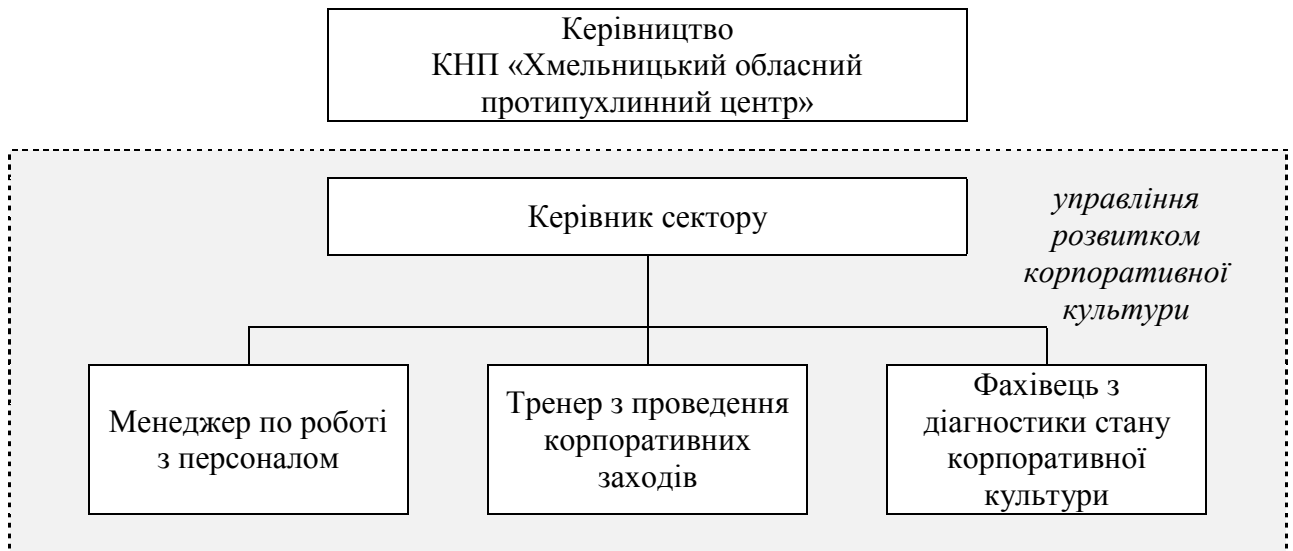 Керівництво
КНП «Хмельницький обласний
протипухлинний центр»
Керівник сектору
управління
розвитком
корпоративної
культури
Менеджер по роботі
з персоналом
Тренер з проведення
корпоративних
заходів
Фахівець з
діагностики стану
корпоративної
культури